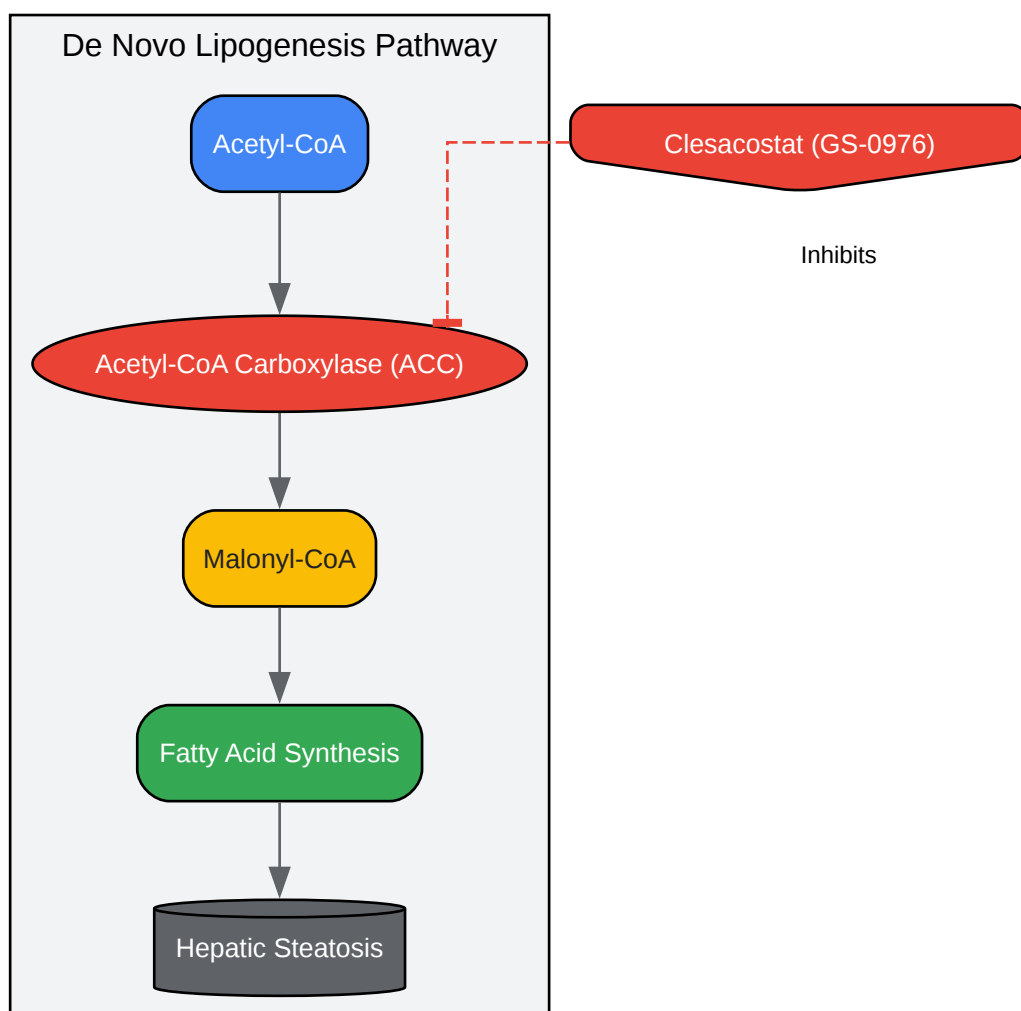 De Novo Lipogenesis Pathway
Acetyl-CoA
Clesacostat (GS-0976)
Inhibits
Acetyl-CoA Carboxylase (ACC)
Malonyl-CoA
Fatty Acid Synthesis
Hepatic Steatosis